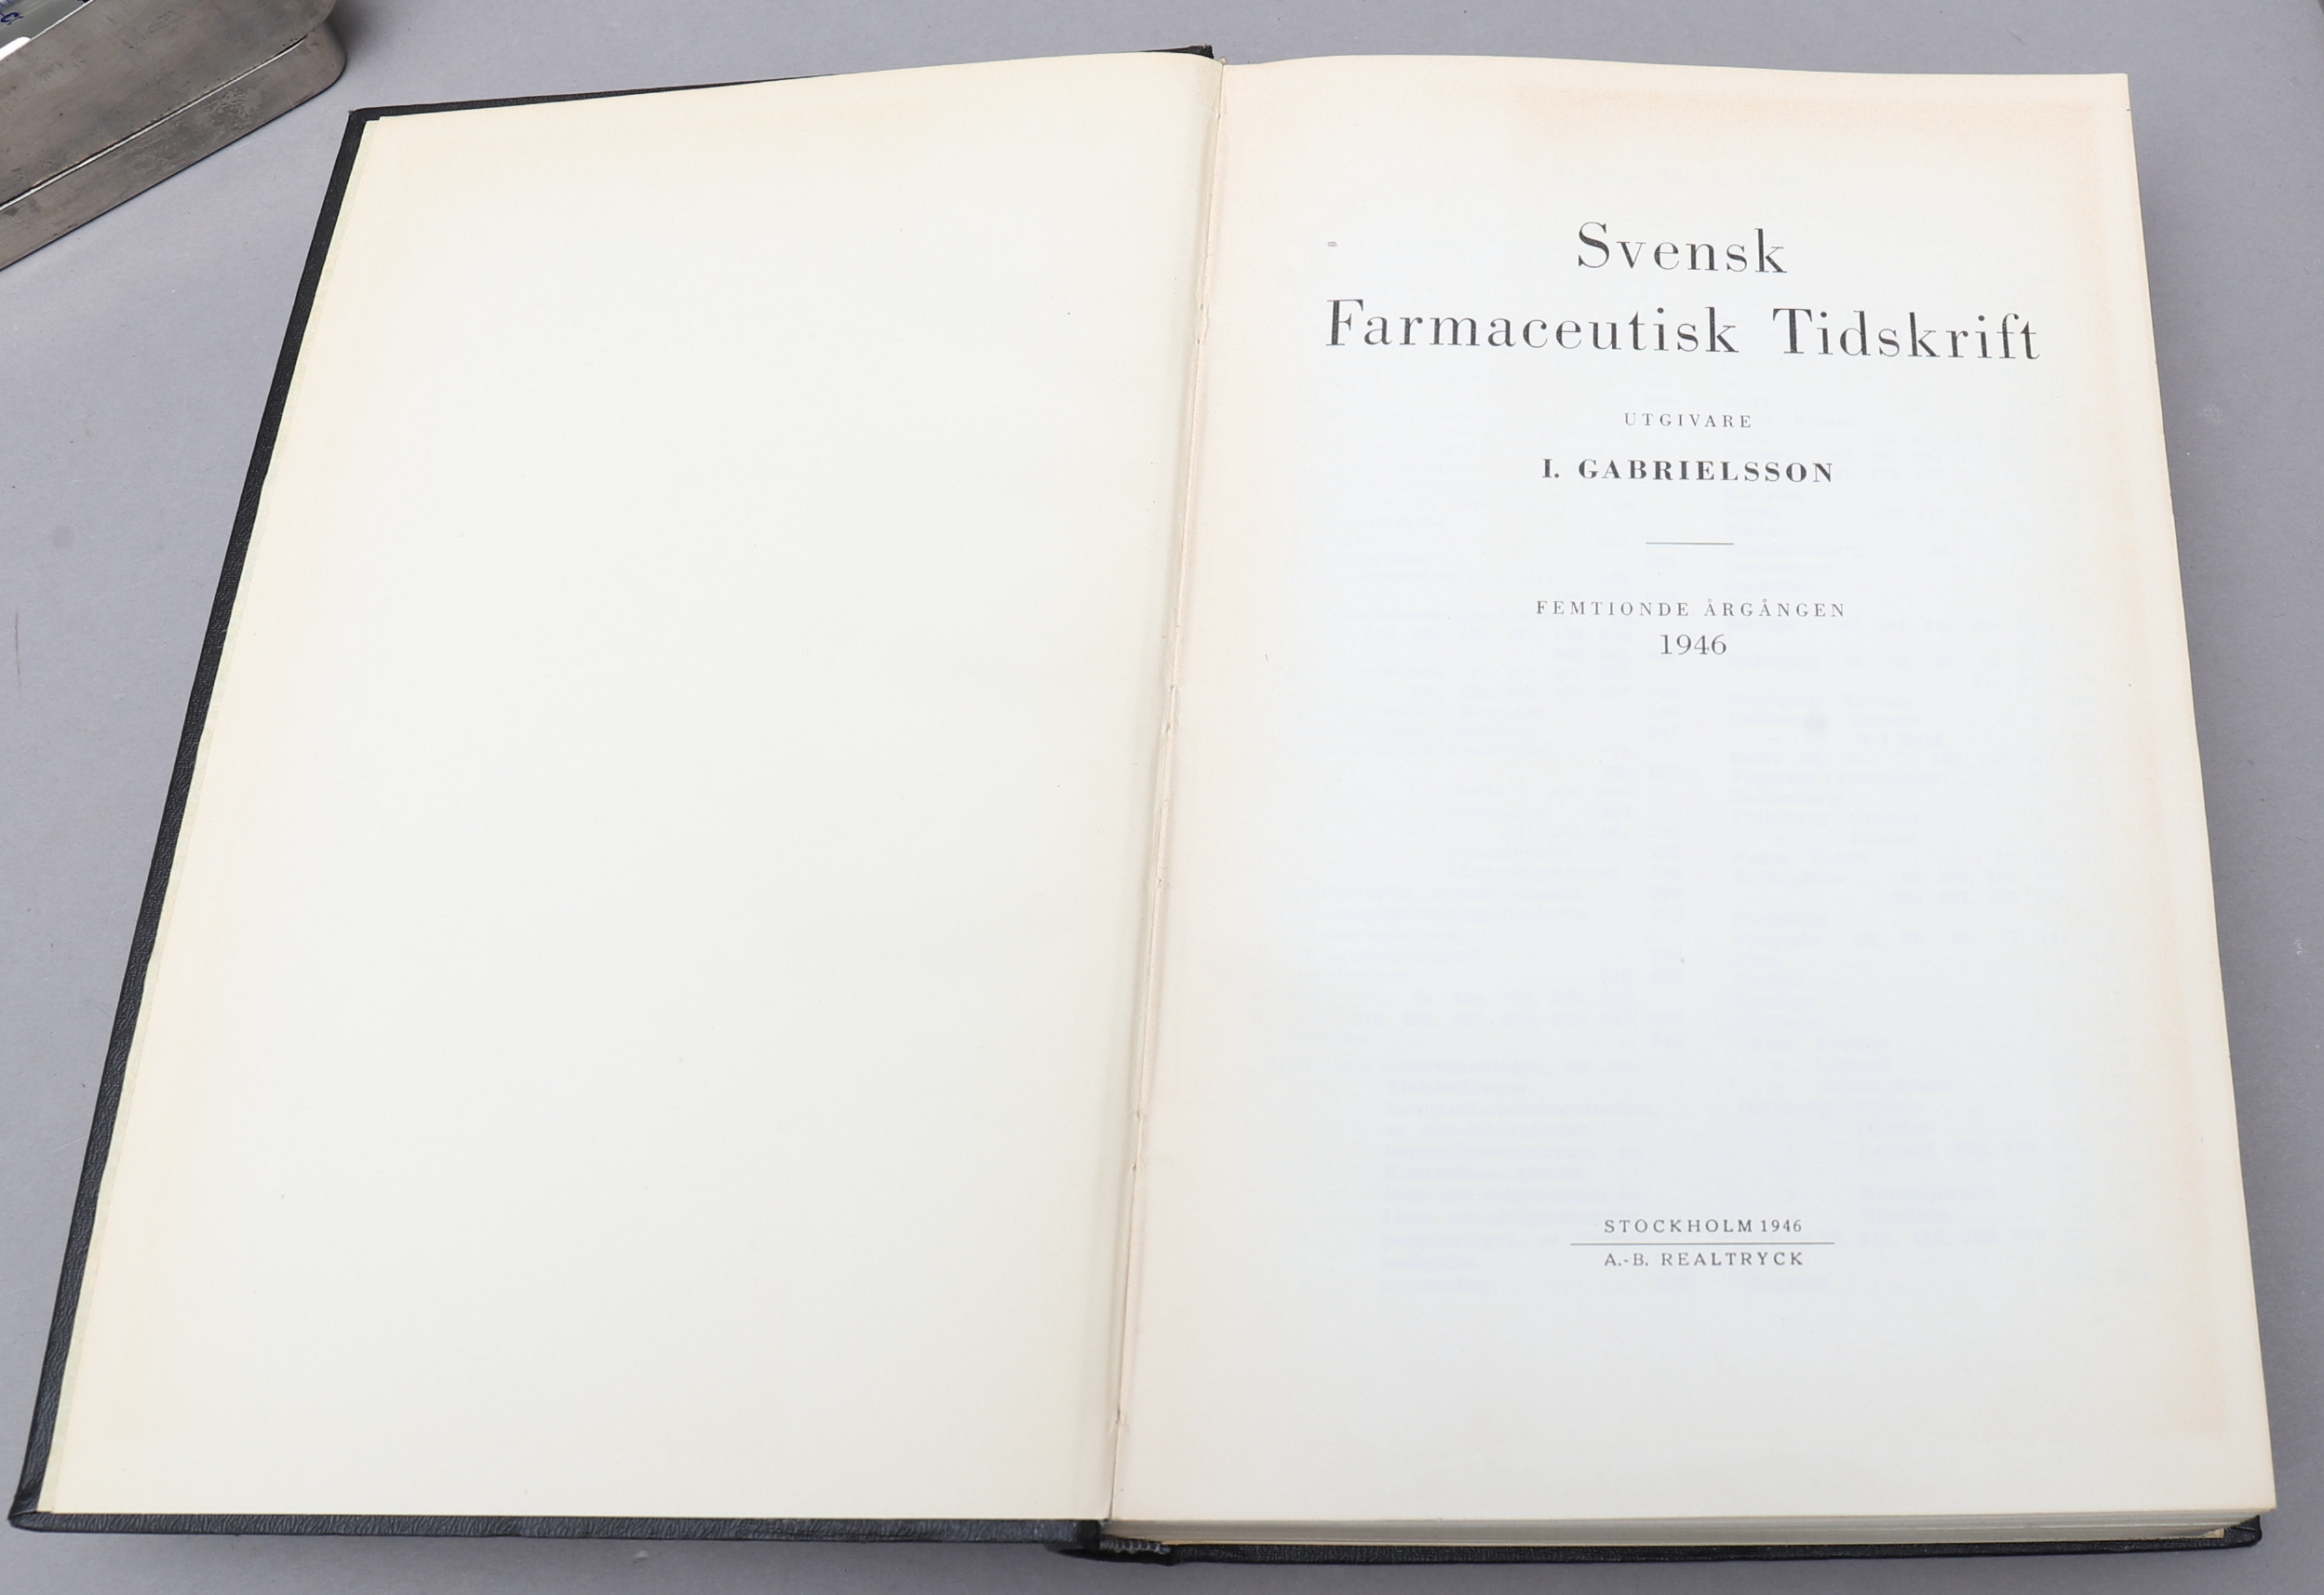 Svensk
Farmaceutisk Tidskrift
UTGIVARE
I. GABRIELSSON
FEMTIONDE ÅRGÅNGEN
1946
STOCKHOLM 1946
A.-B. REALTRYCK